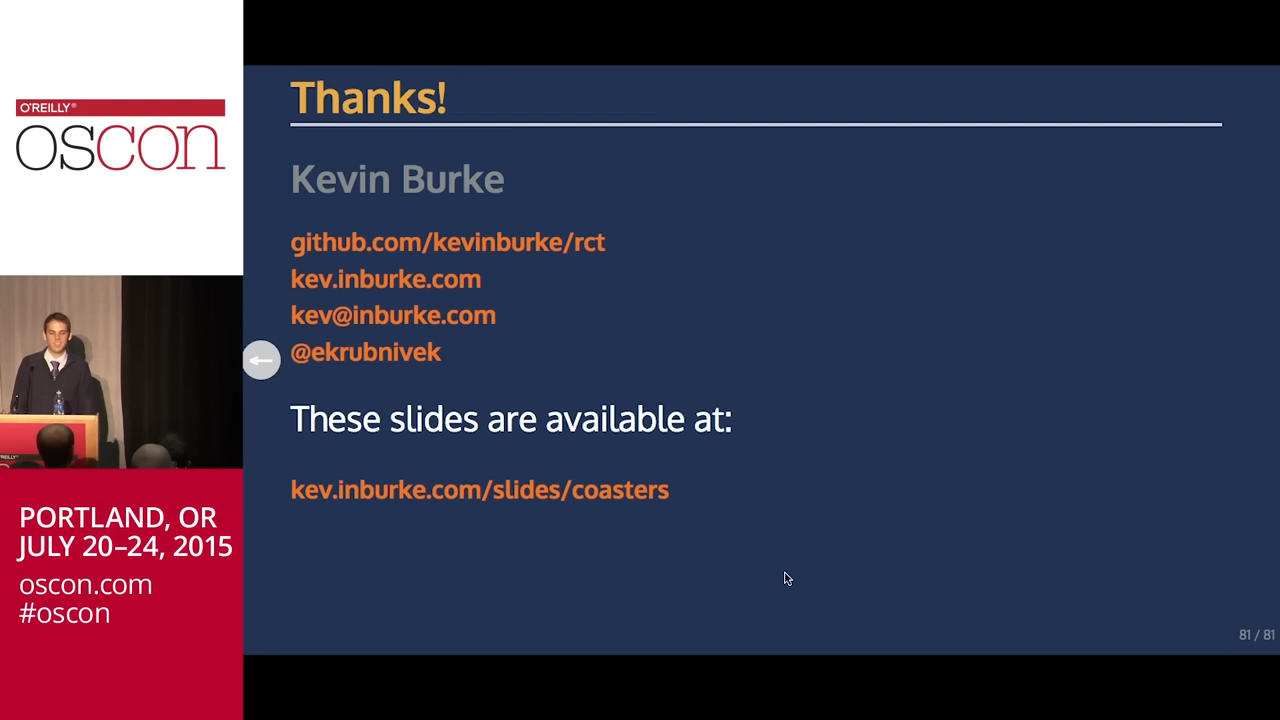 O'REILLY®
OSCON
PORTLAND, OR
JULY 20–24, 2015
oscon.com
#oscon
Thanks!
Kevin Burke
github.com/kevinburke/rct
kev.inburke.com
kev@inburke.com
@ekrubnivek
These slides are available at:
kev.inburke.com/slides/coasters
81 / 81